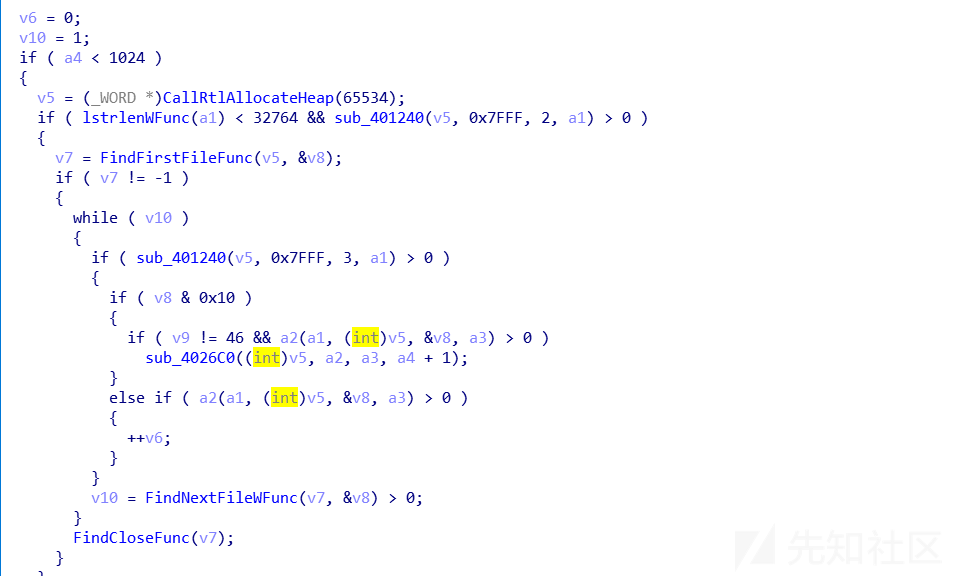 v6 = 0;
v10 = 1;
if ( a4 < 1024 )
{
  v5 = (_WORD *)CallRtlAllocateHeap(65534);
  if ( lstrlenWFunc(a1) < 32764 && sub_401240(v5, 0x7FFF, 2, a1) > 0 )
  {
    v7 = FindFirstFileFunc(v5, &v8);
    if ( v7 != -1 )
    {
      while ( v10 )
      {
        if ( sub_401240(v5, 0x7FFF, 3, a1) > 0 )
        {
          if ( v8 & 0x10 )
          {
            if ( v9 != 46 && a2(a1, (int)v5, &v8, a3) > 0 )
              sub_4026C0((int)v5, a2, a3, a4 + 1);
          }
          else if ( a2(a1, (int)v5, &v8, a3) > 0 )
          {
            ++v6;
          }
        }
        v10 = FindNextFileWFunc(v7, &v8) > 0;
      }
      FindCloseFunc(v7);
    }
  }
先知社区